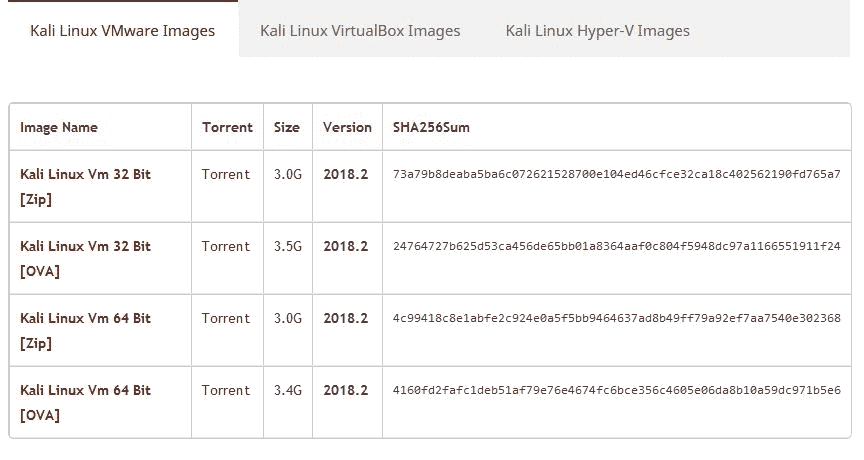 Kali Linux VMware Images Kali Linux VirtualBox Images Kali Linux Hyper-V Images
Image Name Torrent Size Version SHA256Sum
Kali Linux Vm 32 Bit [Zip] Torrent 3.0G 2018.2 73a79b8deaba5ba6c072621528700e104ed46cfce32ca18c402562190fd765a7
Kali Linux Vm 32 Bit [OVA] Torrent 3.5G 2018.2 24764727b625d53ca456de65bb01a8364aaf0c804f5948dc97a1166551911f24
Kali Linux Vm 64 Bit [Zip] Torrent 3.0G 2018.2 4c99418c8e1abfe2c924e0a5f5bb9464637ad8b49ff79a92ef7aa7540e302368
Kali Linux Vm 64 Bit [OVA] Torrent 3.4G 2018.2 4160fd2fafc1deb51af79e76e4674fc6bce356c4605e06da8b10a59dc971b5e6